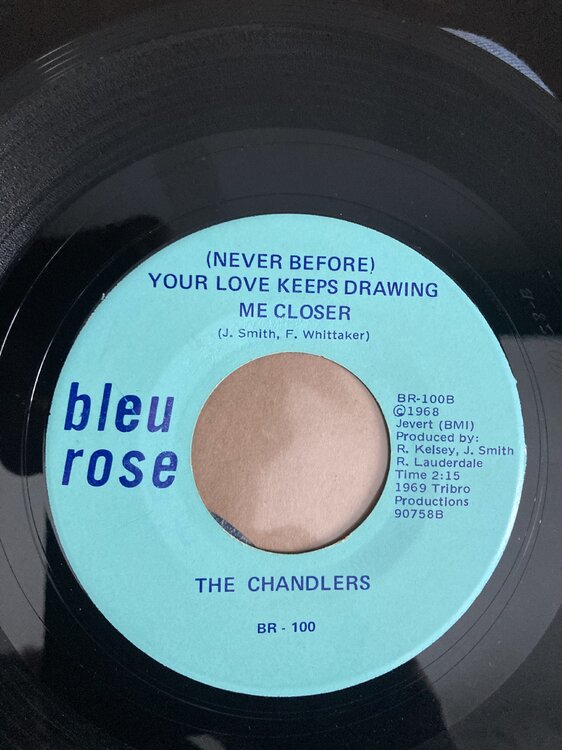 (NEVER BEFORE)
YOUR LOVE KEEPS DRAWING
ME CLOSER
(J. Smith, F. Whittaker)
bleu
rose
BR-100B
©1968
Jevert (BMI)
Produced by:
R. Kelsey, J. Smith
R. Lauderdale
Time 2:15
1969 Tribro
Productions
90758B
THE CHANDLERS
BR - 100